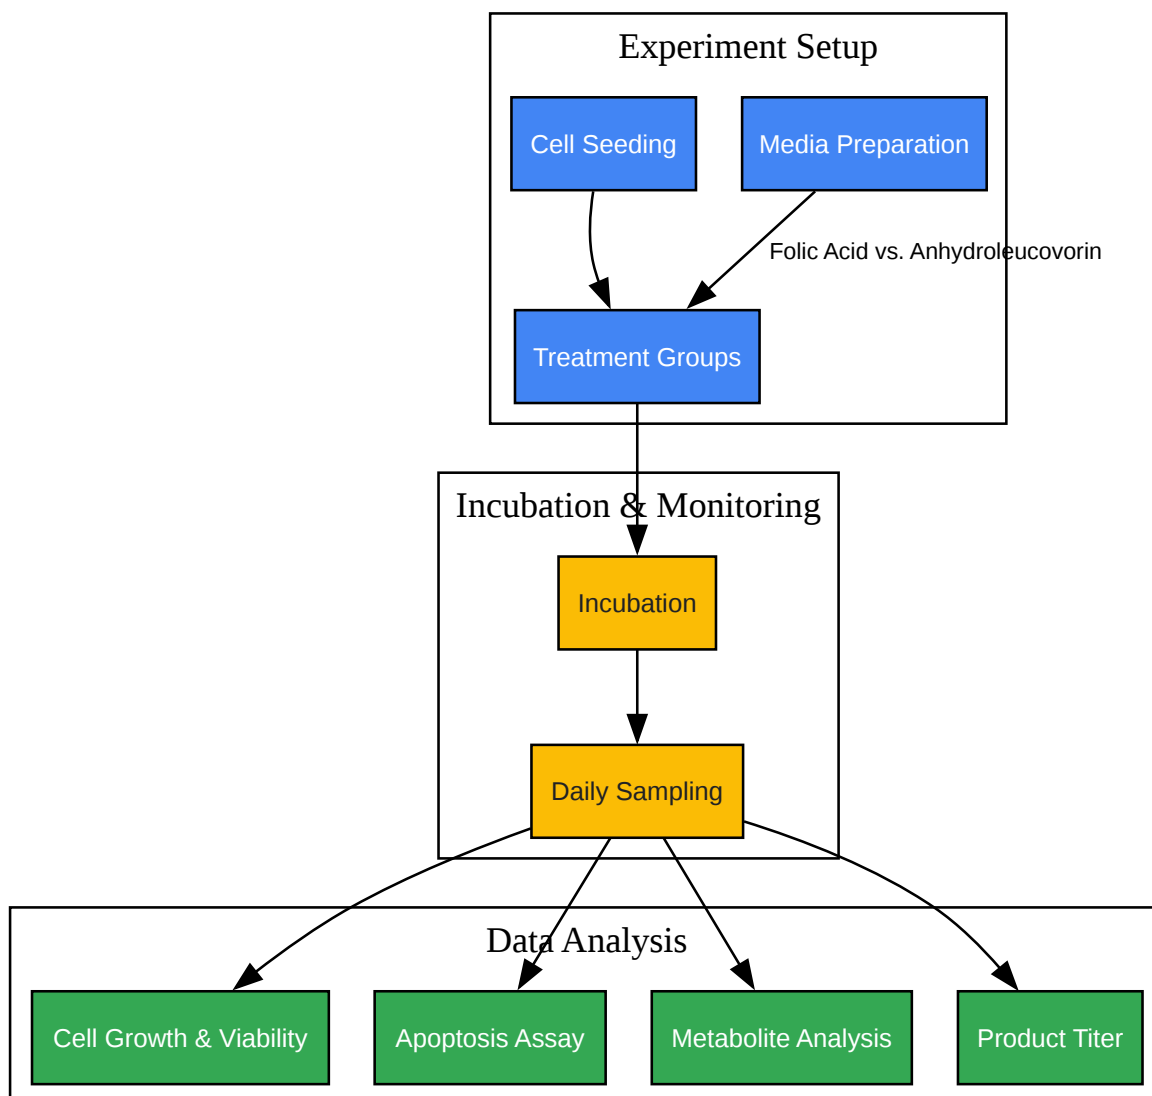 Experiment Setup
Cell Seeding
Media Preparation
Folic Acid vs. Anhydroleucovorin
Treatment Groups
Incubation & Monitoring
Incubation
Daily Sampling
Data Analysis
Cell Growth & Viability
Apoptosis Assay
Metabolite Analysis
Product Titer